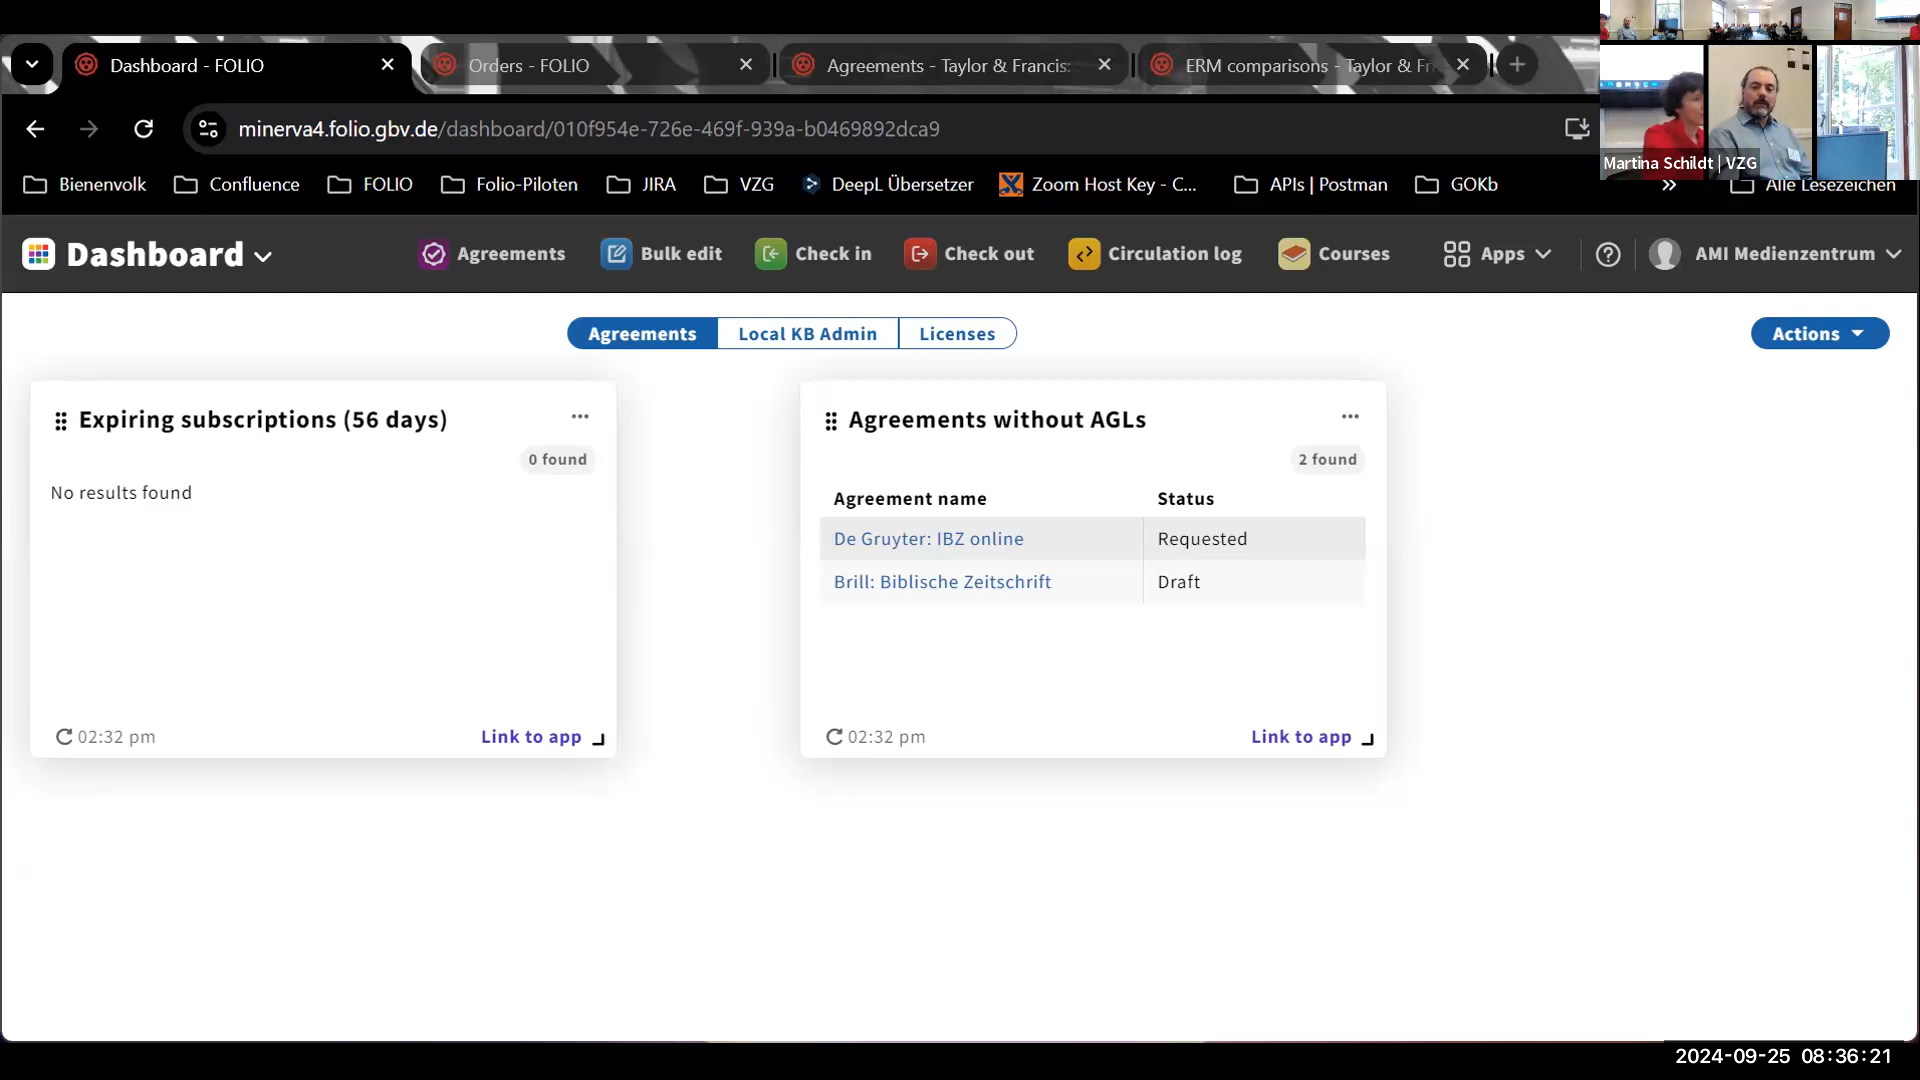 Dashboard - FOLIO
Orders - FOLIO
Agreements - Taylor & Francis:
ERM comparisons - Taylor & Fr
minerva4.folio.gbv.de/dashboard/010f954e-726e-469f-939a-b0469892dca9
Martina Schildt | VZG
Bienenvolk
Confluence
FOLIO
Folio-Piloten
JIRA
VZG
DeepL Übersetzer
Zoom Host Key - C...
APIs | Postman
GOKb
»
Alle Lesezeichen
Dashboard
Agreements
Bulk edit
Check in
Check out
Circulation log
Courses
Apps
AMI Medienzentrum
Agreements
Local KB Admin
Licenses
Actions
Expiring subscriptions (56 days)
0 found
No results found
02:32 pm
Link to app
Agreements without AGLs
2 found
Agreement name Status
De Gruyter: IBZ online Requested
Brill: Biblische Zeitschrift Draft
02:32 pm
Link to app
2024-09-25 08:36:21